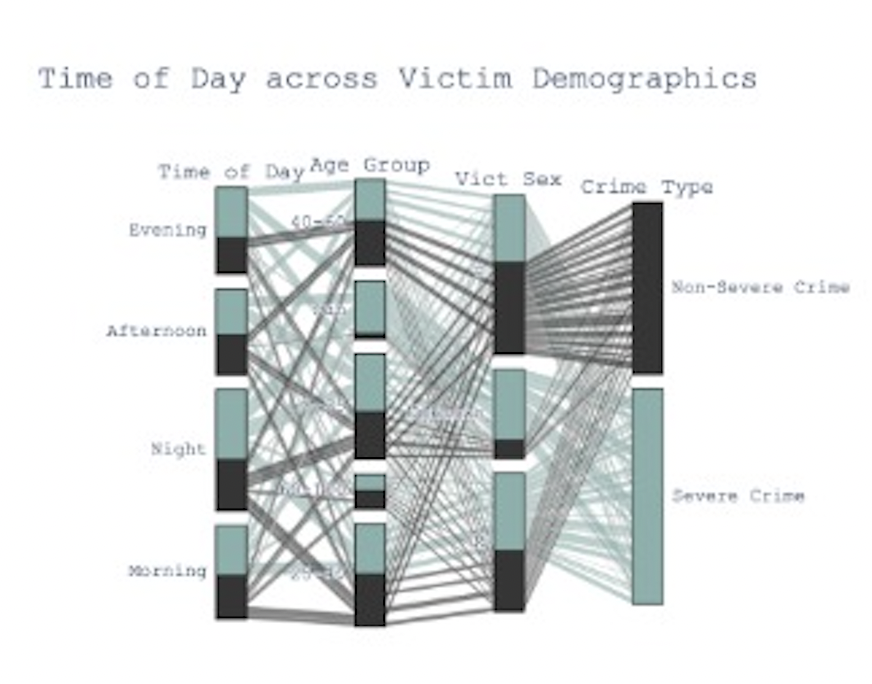 Time of Day across Victim Demographics
Time of Day
Age Group
Vict Sex
Crime Type
Evening
40-60
Non-Severe Crime
Afternoon
Night
Severe Crime
Morning